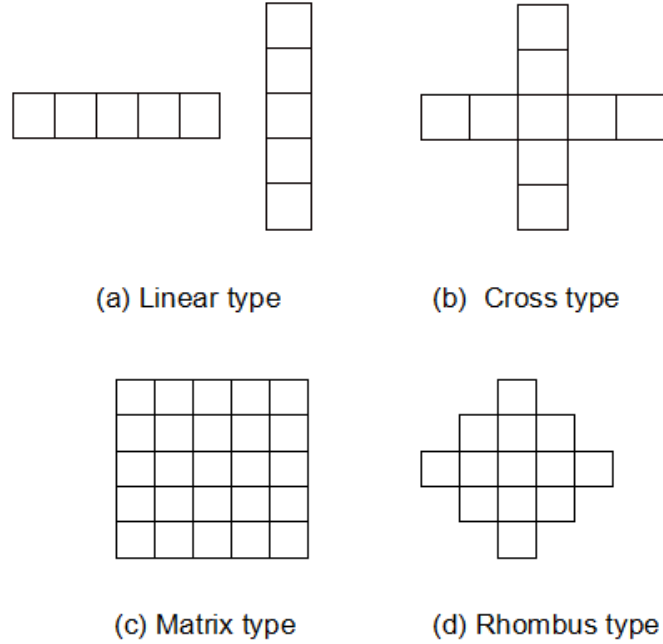 (a) Linear type
(b) Cross type
(c) Matrix type
(d) Rhombus type